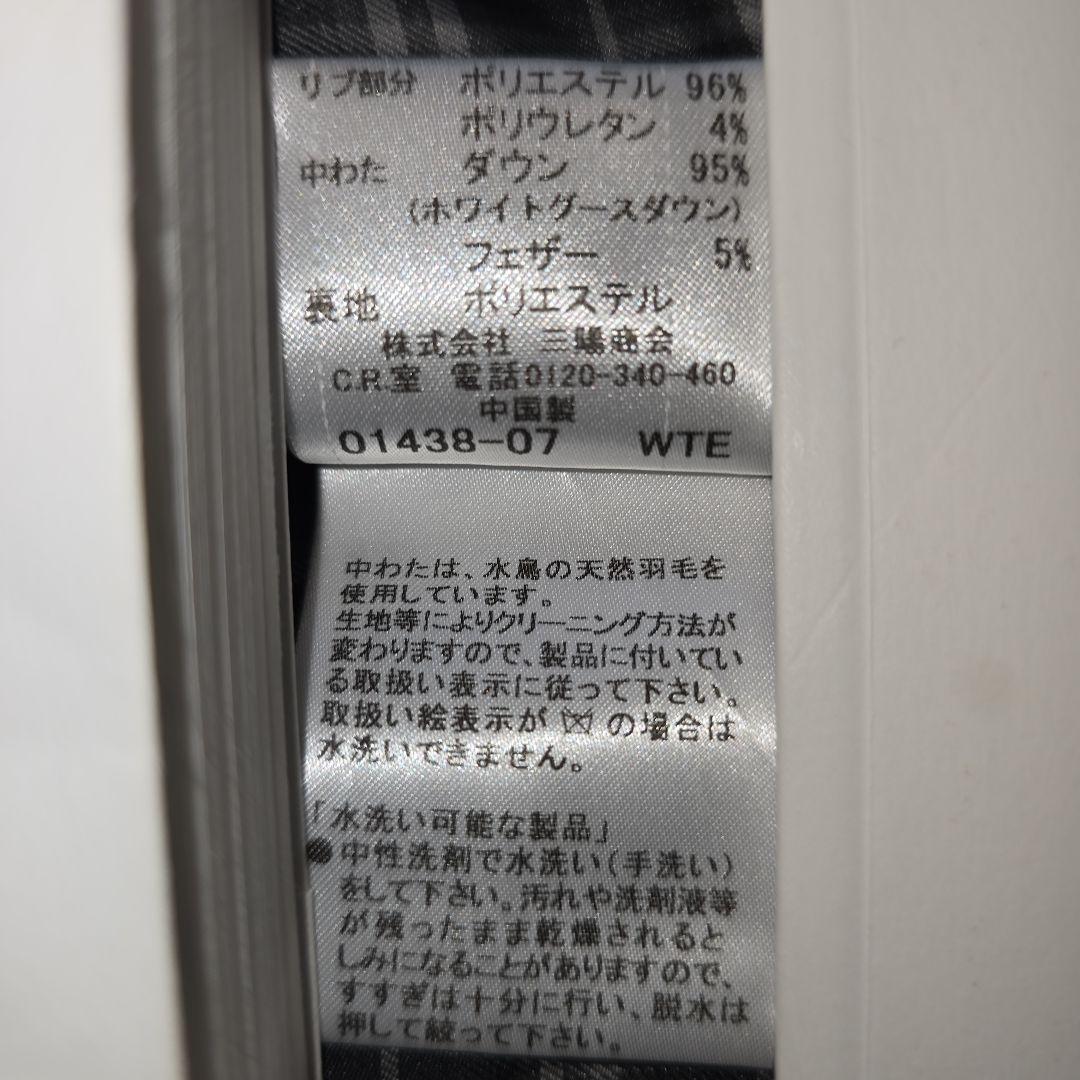 リブ部分 ポリエステル 96%
ポリウレタン 4%
中わた ダウン 95%
(ホワイトグースダウン)
フェザー 5%
裏地 ポリエステル
株式会社 三陽商会
C.R.室 電話0120-340-460
中国製
01438-07 WTE
中わたは、水鳥の天然羽毛を
使用しています。
生地等によりクリーニング方法が
変わりますので、製品に付いてい
る取扱い表示に従って下さい。
取扱い絵表示が の場合は
水洗いできません。
「水洗い可能な製品」
●中性洗剤で水洗い(手洗い)
をして下さい。汚れや洗剤液等
が残ったまま乾燥されると
しみになることがありますので、
すすぎは十分に行い、脱水は
押して絞って下さい。